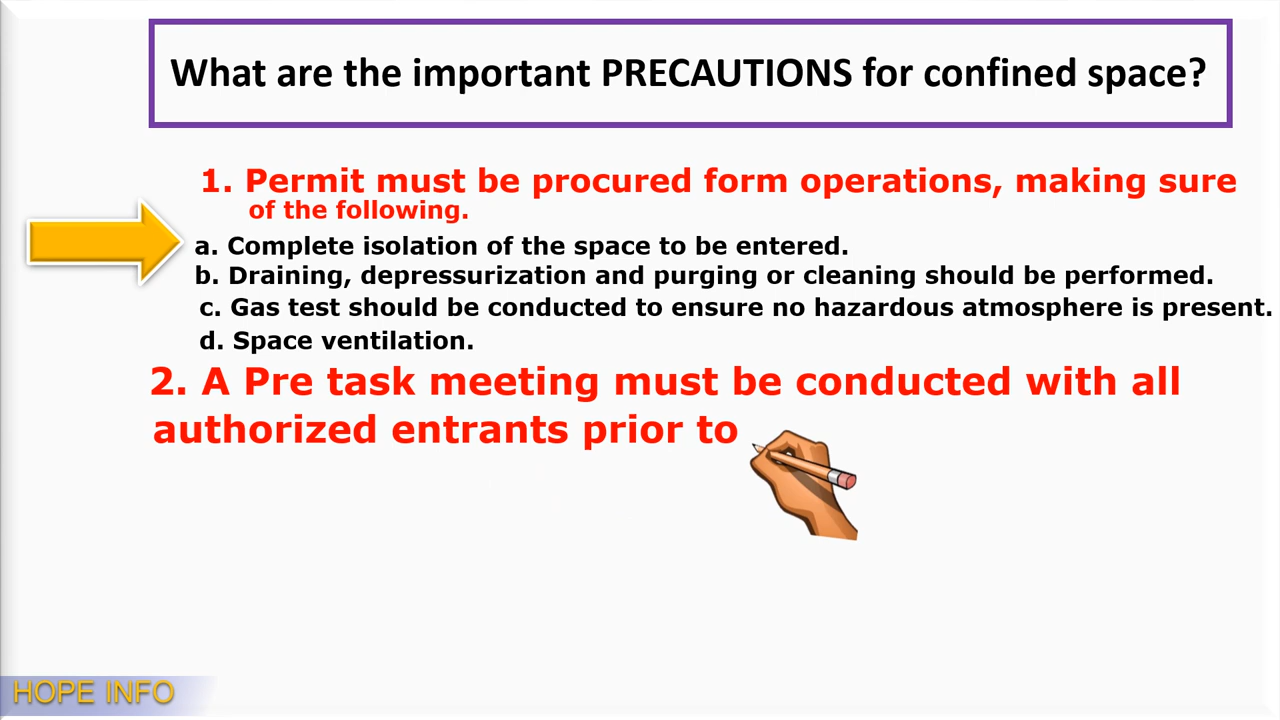 What are the important PRECAUTIONS for confined space?
1. Permit must be procured form operations, making sure
of the following.
a. Complete isolation of the space to be entered.
b. Draining, depressurization and purging or cleaning should be performed.
c. Gas test should be conducted to ensure no hazardous atmosphere is present.
d. Space ventilation.
2. A Pre task meeting must be conducted with all
authorized entrants prior to
HOPE INFO